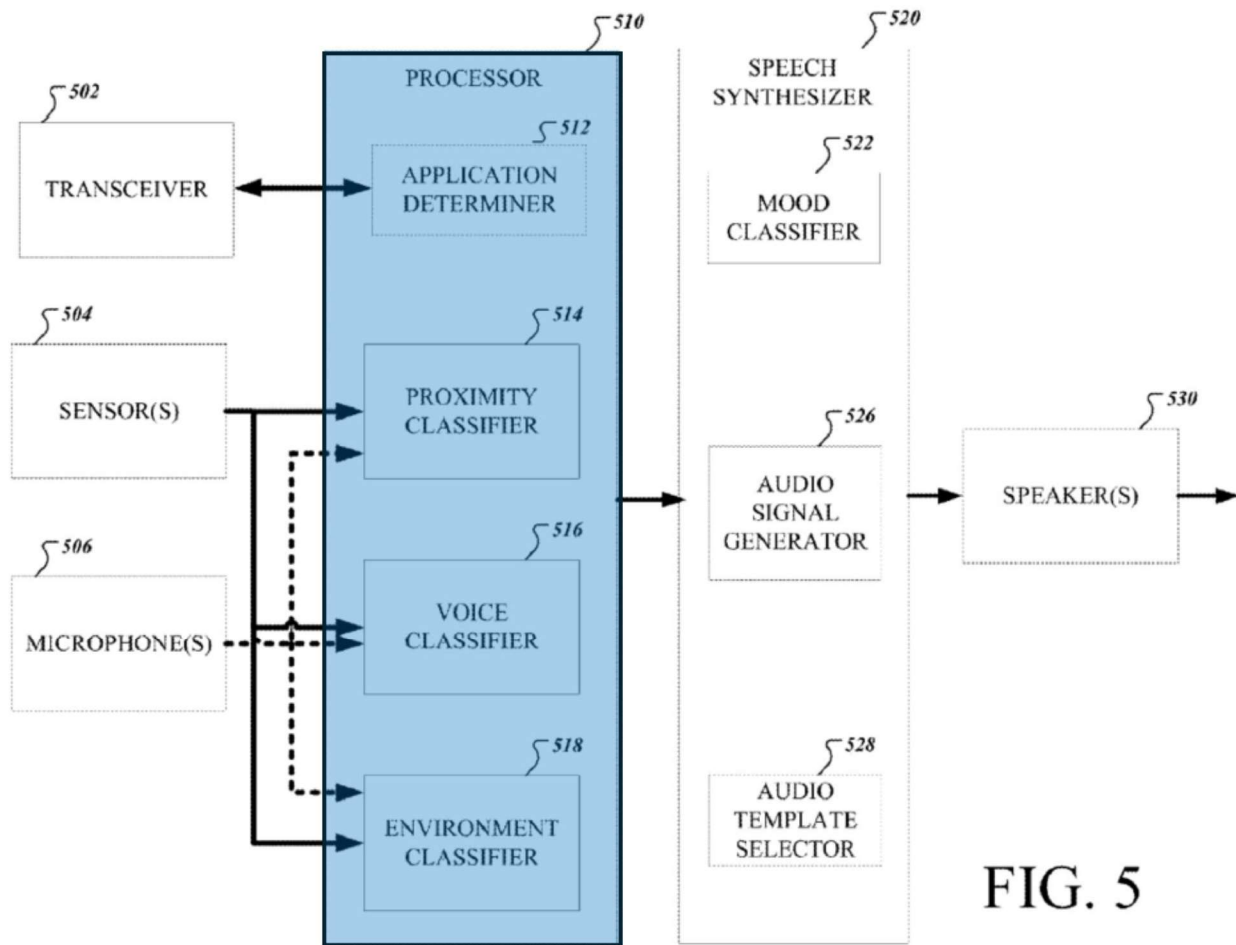 510
PROCESSOR
520
SPEECH
SYNTHESIZER
502
TRANSCEIVER
512
APPLICATION
DETERMINER
522
MOOD
CLASSIFIER
504
SENSOR(S)
514
PROXIMITY
CLASSIFIER
526
AUDIO
SIGNAL
GENERATOR
530
SPEAKER(S)
506
MICROPHONE(S)
516
VOICE
CLASSIFIER
518
ENVIRONMENT
CLASSIFIER
528
AUDIO
TEMPLATE
SELECTOR
FIG. 5